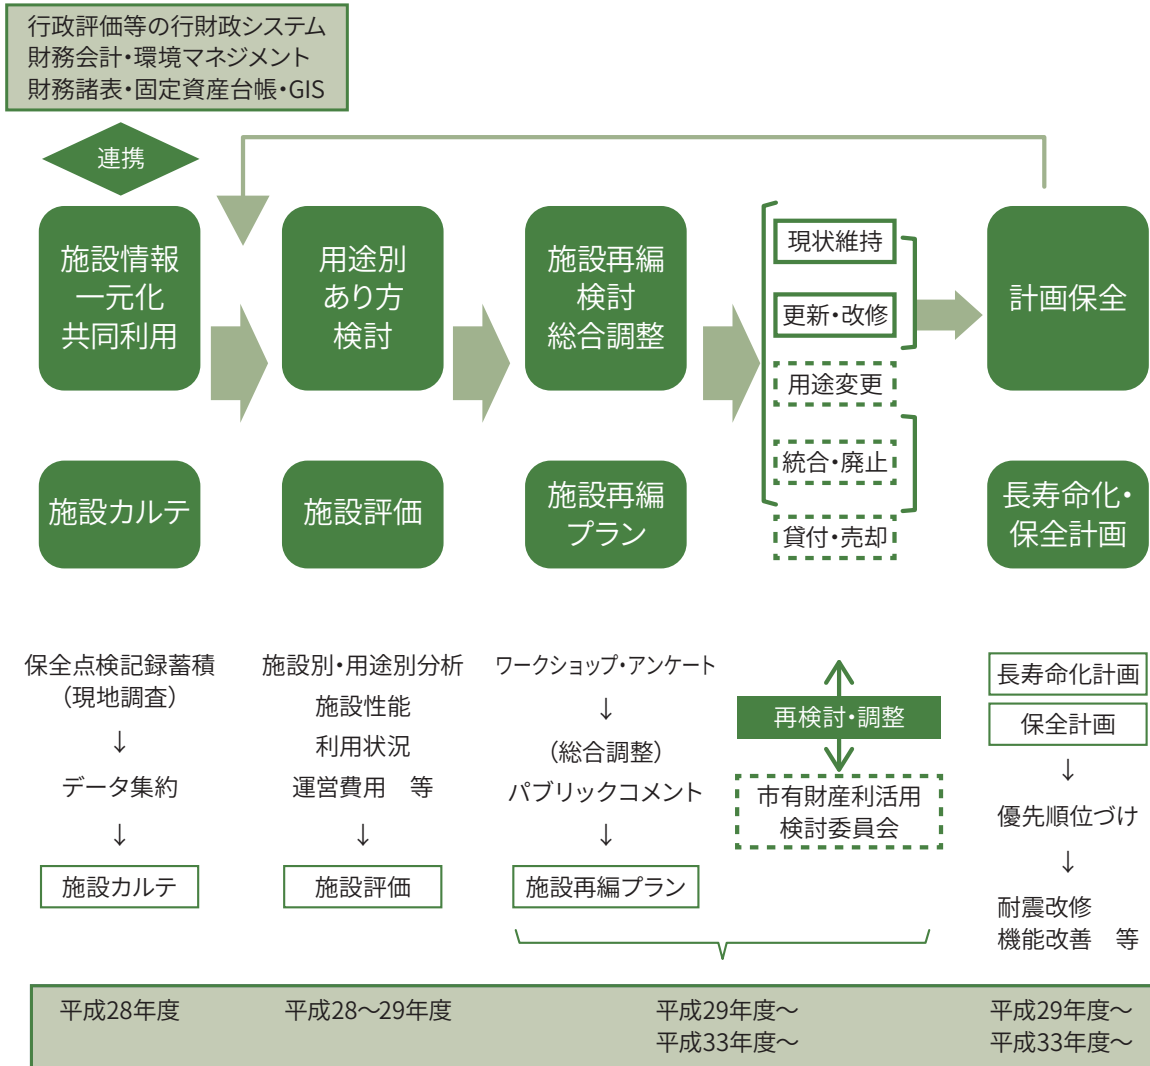 行政評価等の行財政システム
財務会計・環境マネジメント
財務諸表・固定資産台帳・GIS
連携
施設情報
一元化
共同利用
用途別
あり方
検討
施設再編
検討
総合調整
現状維持
更新・改修
用途変更
統合・廃止
貸付・売却
計画保全
施設カルテ
施設評価
施設再編
プラン
長寿命化・
保全計画
保全点検記録蓄積
（現地調査）
↓
データ集約
↓
施設カルテ
施設別・用途別分析
施設性能
利用状況
運営費用　等
↓
施設評価
ワークショップ・アンケート
↓
（総合調整）
パブリックコメント
↓
施設再編プラン
再検討・調整
市有財産利活用
検討委員会
長寿命化計画
保全計画
↓
優先順位づけ
↓
耐震改修
機能改善　等
平成28年度
平成28～29年度
平成29年度～
平成33年度～
平成29年度～
平成33年度～